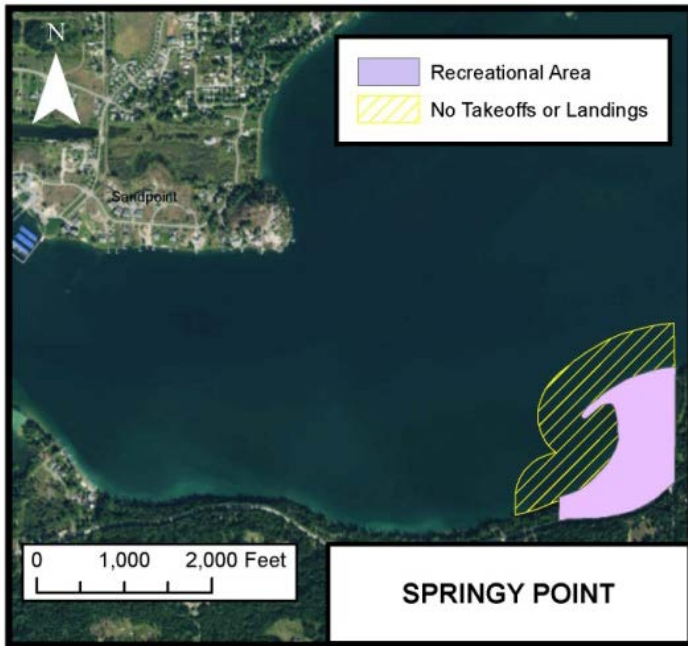 N
Recreational Area
No Takeoffs or Landings
Sandpoint
0 1,000 2,000 Feet
SPRINGY POINT